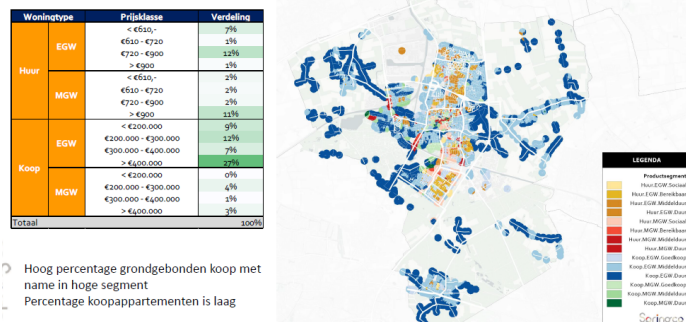 Woningtype Prijsklasse Verdeling
Huur
EGW
< €610,- 7%
€610 - €720 1%
€720 - €900 12%
> €900 1%
MGW
< €610,- 2%
€610 - €720 2%
€720 - €900 2%
> €900 11%
Koop
EGW
< €200.000 9%
€200.000 - €300.000 12%
€300.000 - €400.000 7%
> €400.000 27%
MGW
< €200.000 0%
€200.000 - €300.000 4%
€300.000 - €400.000 1%
> €400.000 3%
Totaal 100%
Hoog percentage grondgebonden koop met
name in hoge segment
Percentage koopappartementen is laag
LEGENDA
Productsegment
Huur.EGW.Sociaal
Huur.EGW.Bereikbaar
Huur.EGW.Middelduur
Huur.EGW.Duur
Huur.MGW.Sociaal
Huur.MGW.Bereikbaar
Huur.MGW.Middelduur
Huur.MGW.Duur
Koop.EGW.Goedkoop
Koop.EGW.Middelduur
Koop.EGW.Duur
Koop.MGW.Goedkoop
Koop.MGW.Middelduur
Koop.MGW.Duur
Springco